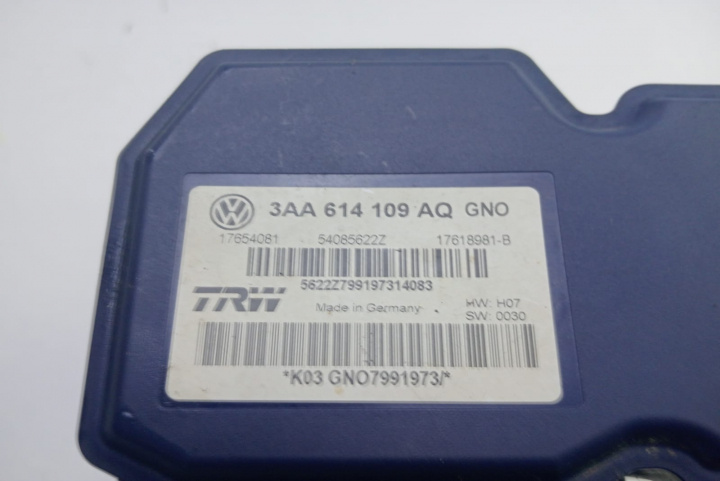 3AA 614 109 AQ GNO
17654081 54085622Z 17618981-B
5622Z799197314083
TRW Made in Germany HW: H07
SW: 0030
*K03 GNO7991973/*